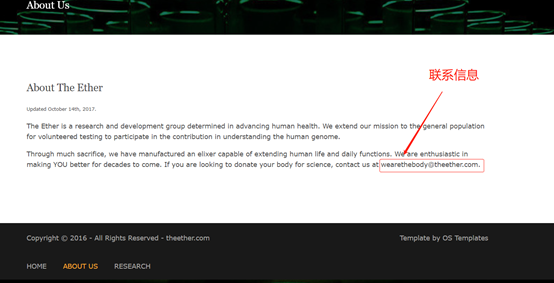 About Us
联系信息
About The Ether
Updated October 14th, 2017.
The Ether is a research and development group determined in advancing human health. We extend our mission to the general population
for volunteered testing to participate in the contribution in understanding the human genome.
Through much sacrifice, we have manufactured an elixer capable of extending human life and daily functions. We are enthusiastic in
making YOU better for decades to come. If you are looking to donate your body for science, contact us at wearethebody@theether.com.
Copyright © 2016 - All Rights Reserved - theether.com Template by OS Templates
HOME ABOUT US RESEARCH